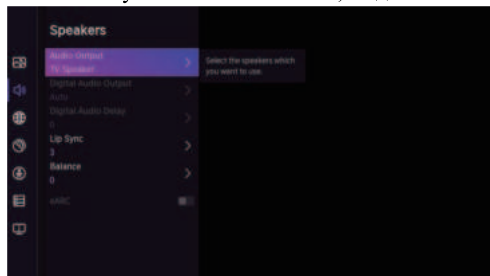 Speakers
Audio Output
TV Speaker
Select the speakers which
you want to use.
Digital Audio Output
Auto
Digital Audio Delay
0
Lip Sync
3
Balance
0
eARC